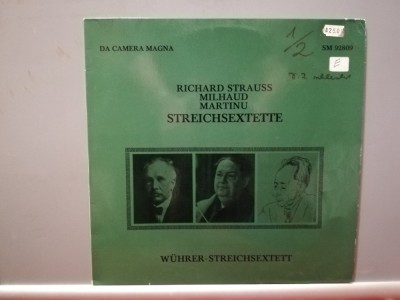 DA CAMERA MAGNA
1/2
SM 92809
E
RICHARD STRAUSS
MILHAUD
MARTINU
STREICHSEXTETTE
WÜHRER-STREICHSEXTETT